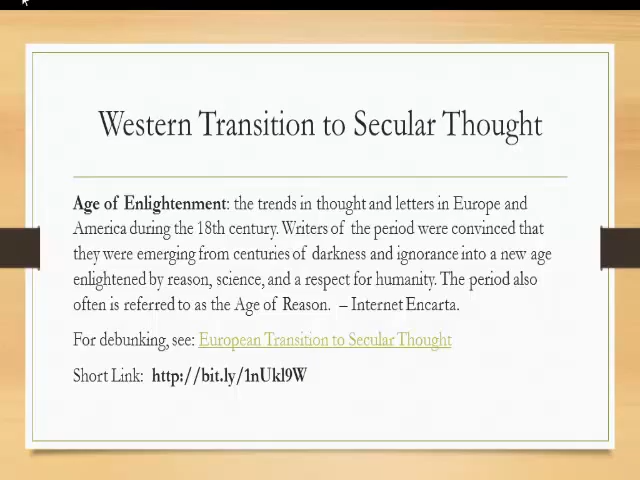 Western Transition to Secular Thought
Age of Enlightenment: the trends in thought and letters in Europe and
America during the 18th century. Writers of the period were convinced that
they were emerging from centuries of darkness and ignorance into a new age
enlightened by reason, science, and a respect for humanity. The period also
often is referred to as the Age of Reason. – Internet Encarta.
For debunking, see: European Transition to Secular Thought
Short Link: http://bit.ly/1nUkl9W